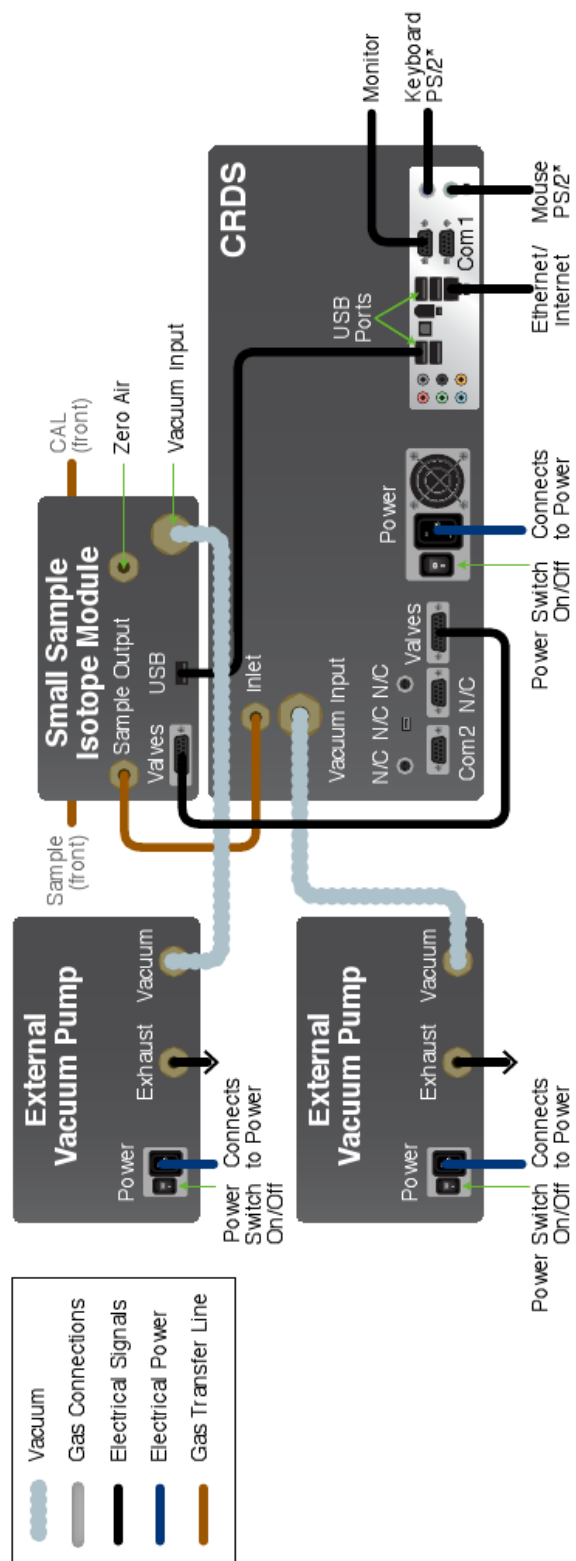 Vacuum
Gas Connections
Electrical Signals
Electrical Power
Gas Transfer Line
External
Vacuum Pump
Power
Exhaust
Vacuum
Power
Switch
On/Off
Connects
to Power
External
Vacuum Pump
Power
Exhaust
Vacuum
Power Switch
On/Off
Connects
to Power
Sample
(front)
CAL
(front)
Small Sample
Isotope Module
Sample Output
Valves
USB
Zero Air
Vacuum Input
CRDS
Inlet
Vacuum Input
N/C N/C N/C
Com2 N/C
Valves
Power
USB
Ports
Com1
Power Switch
On/Off
Connects
to Power
Monitor
Keyboard
PS/2*
Ethernet/
Internet
Mouse
PS/2*